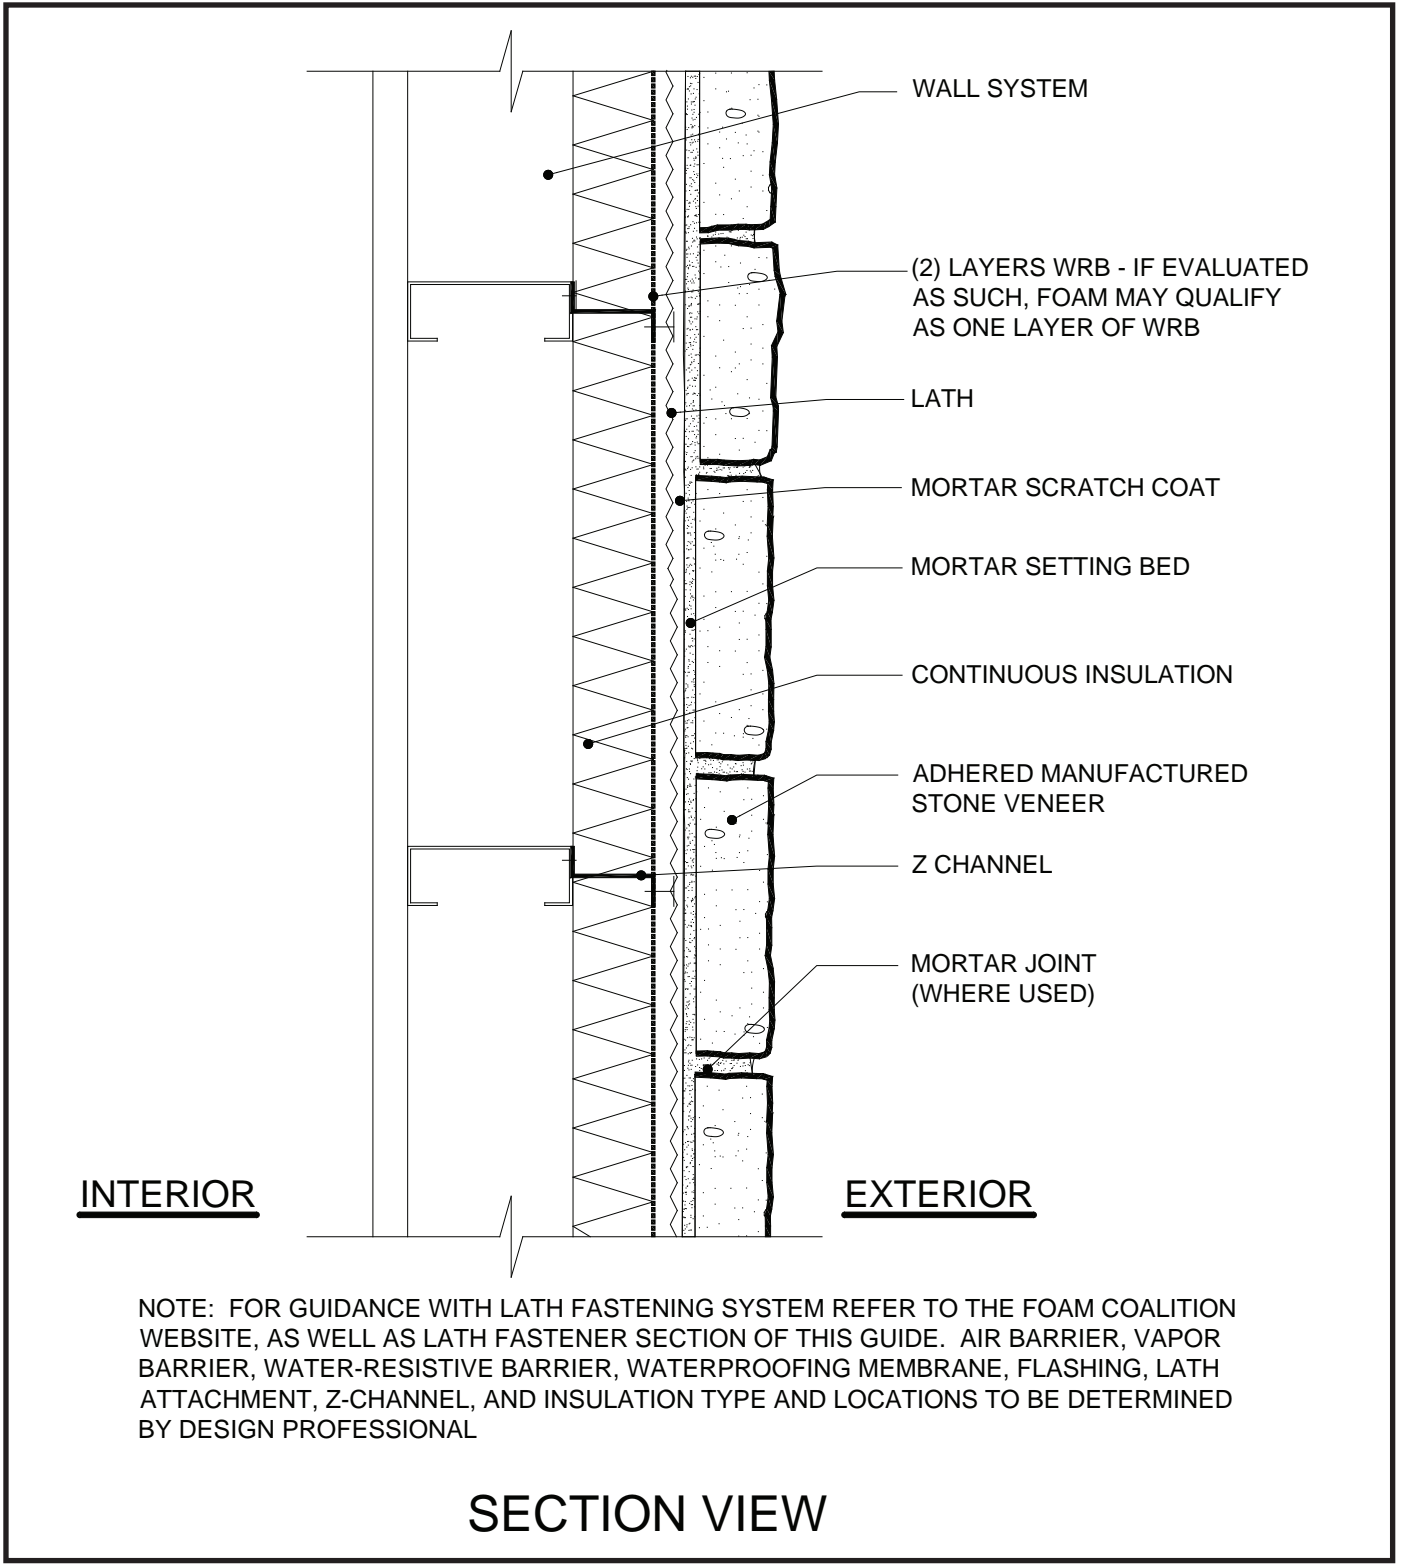 WALL SYSTEM
(2) LAYERS WRB - IF EVALUATED
AS SUCH, FOAM MAY QUALIFY
AS ONE LAYER OF WRB
LATH
MORTAR SCRATCH COAT
MORTAR SETTING BED
CONTINUOUS INSULATION
ADHERED MANUFACTURED
STONE VENEER
Z CHANNEL
MORTAR JOINT
(WHERE USED)
INTERIOR
EXTERIOR
NOTE: FOR GUIDANCE WITH LATH FASTENING SYSTEM REFER TO THE FOAM COALITION
WEBSITE, AS WELL AS LATH FASTENER SECTION OF THIS GUIDE. AIR BARRIER, VAPOR
BARRIER, WATER-RESISTIVE BARRIER, WATERPROOFING MEMBRANE, FLASHING, LATH
ATTACHMENT, Z-CHANNEL, AND INSULATION TYPE AND LOCATIONS TO BE DETERMINED
BY DESIGN PROFESSIONAL
SECTION VIEW